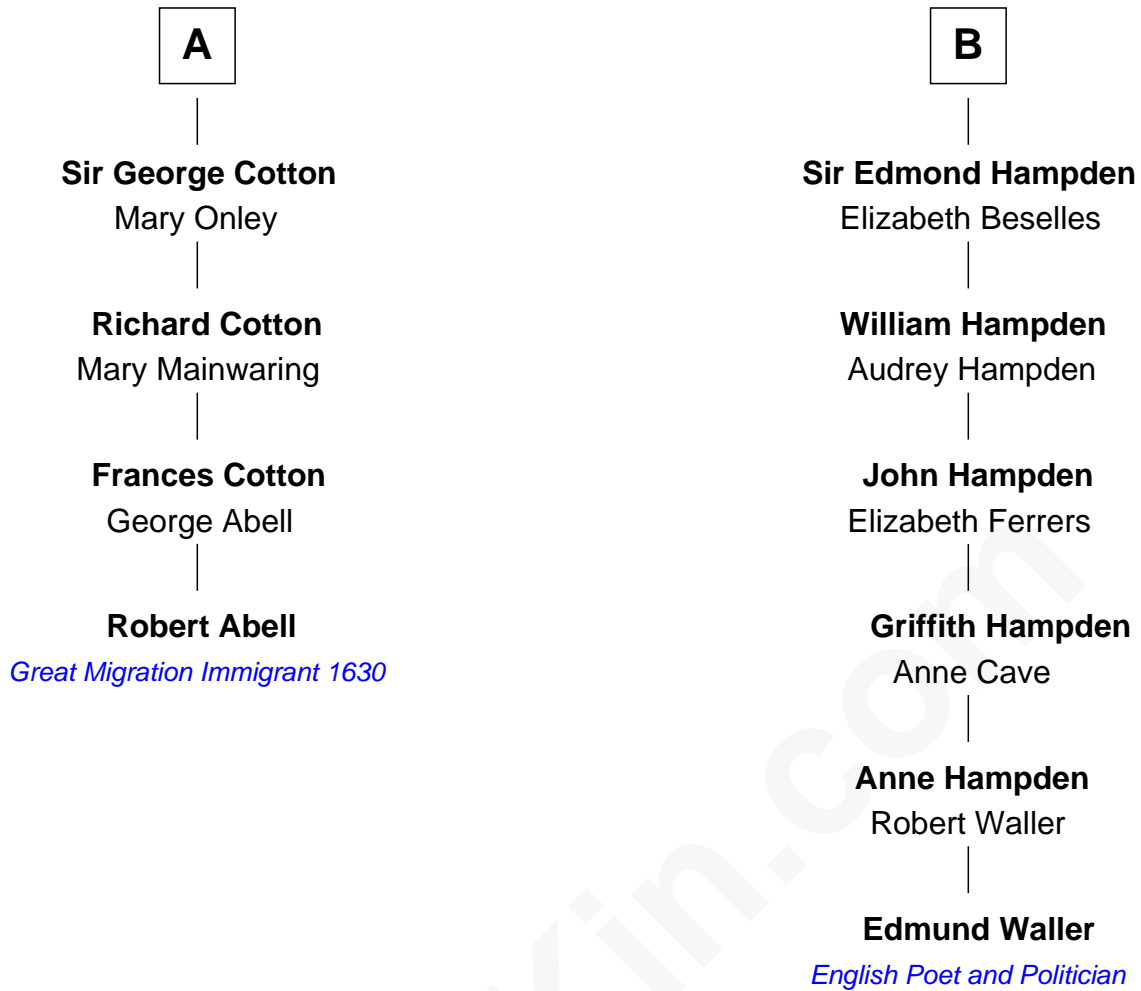 A
Sir George Cotton
Mary Onley
Richard Cotton
Mary Mainwaring
Frances Cotton
George Abell
Robert Abell
Great Migration Immigrant 1630
B
Sir Edmond Hampden
Elizabeth Beselles
William Hampden
Audrey Hampden
John Hampden
Elizabeth Ferrers
Griffith Hampden
Anne Cave
Anne Hampden
Robert Waller
Edmund Waller
English Poet and Politician
Kin.com